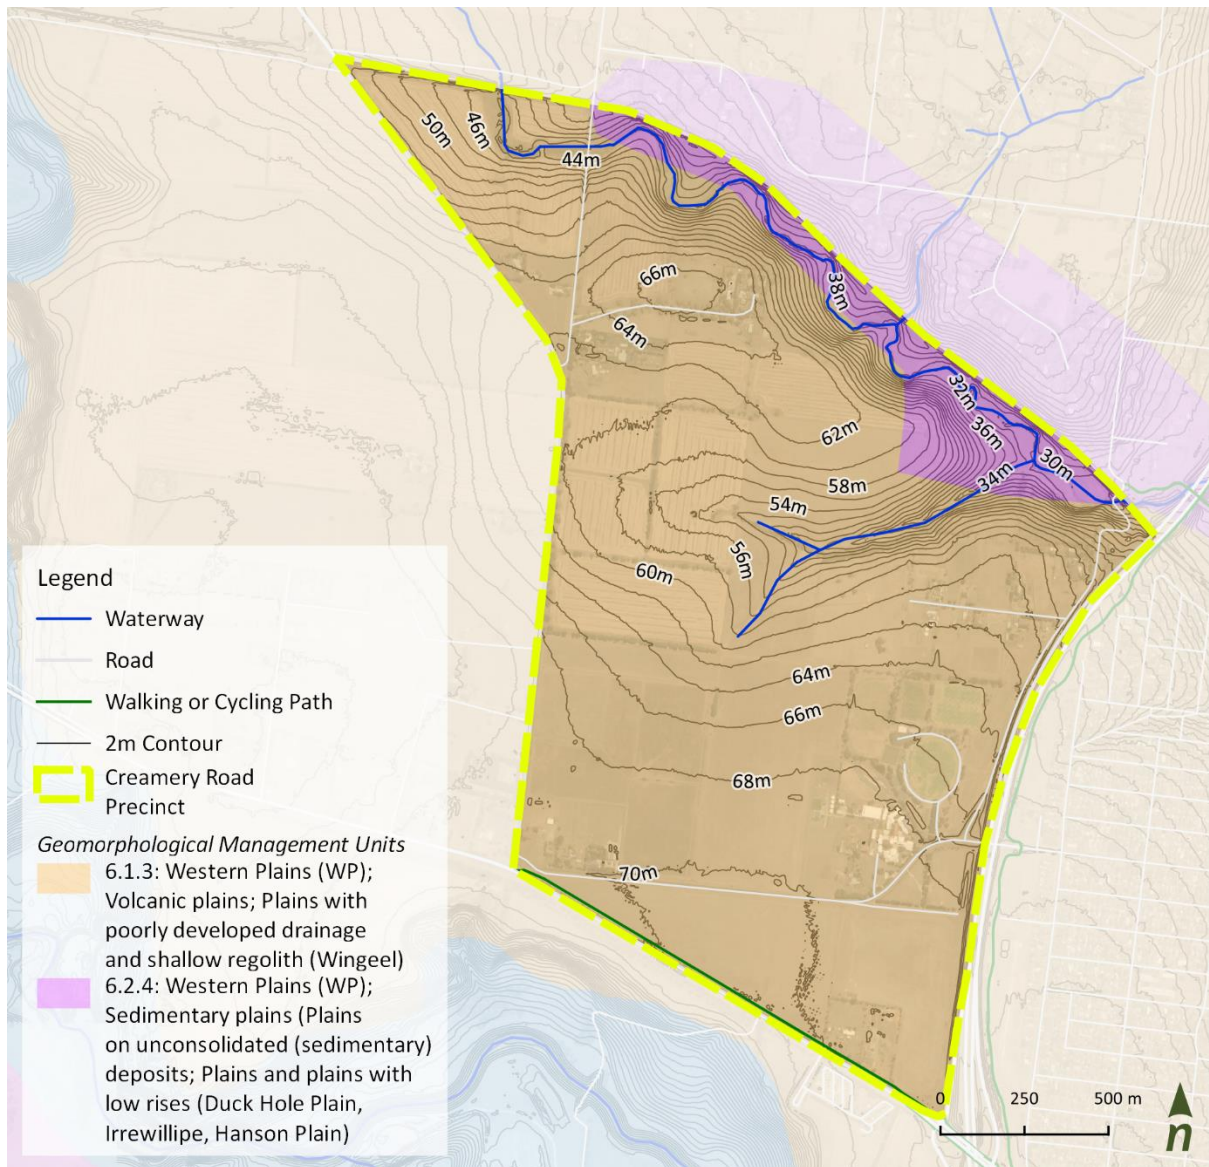 50m
46m
44m
66m
38m
64m
32m
62m
36m
30m
34m
58m
54m
56m
60m
64m
66m
68m
70m
Legend
Waterway
Road
Walking or Cycling Path
2m Contour
Creamery Road
Precinct
Geomorphological Management Units
6.1.3: Western Plains (WP);
Volcanic plains; Plains with
poorly developed drainage
and shallow regolith (Wingeel)
6.2.4: Western Plains (WP);
Sedimentary plains (Plains
on unconsolidated (sedimentary)
deposits; Plains and plains with
low rises (Duck Hole Plain,
Irrewillipe, Hanson Plain)
0 250 500 m
n